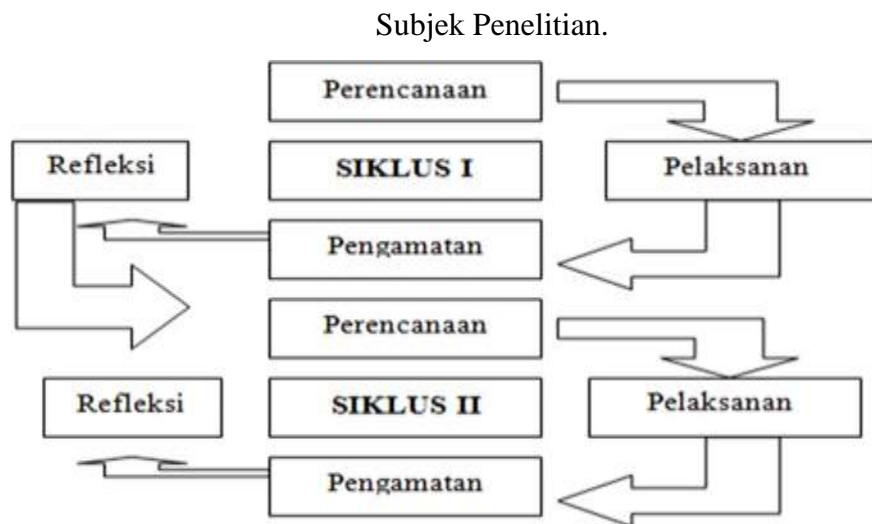 Subjek Penelitian.
Perencanaan
Refleksi
SIKLUS I
Pelaksanan
Pengamatan
Perencanaan
Refleksi
SIKLUS II
Pelaksanan
Pengamatan